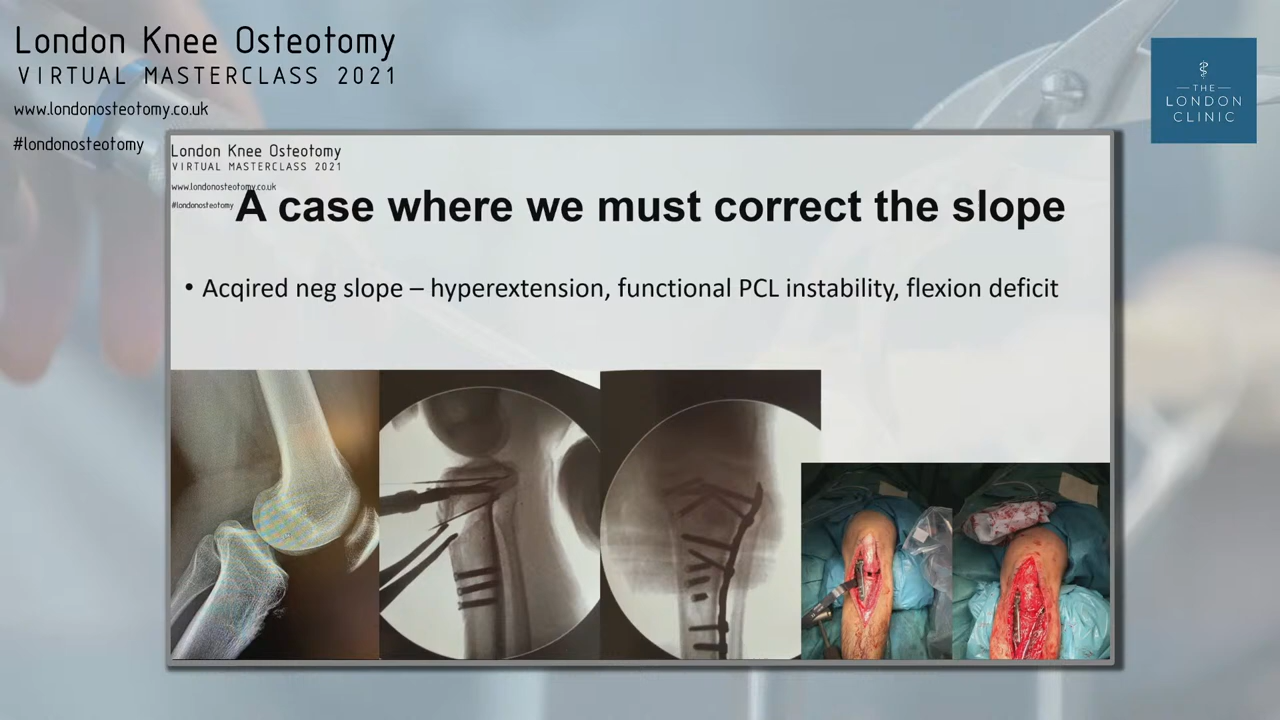 London Knee Osteotomy
VIRTUAL MASTERCLASS 2021
www.londonosteotomy.co.uk
#londonosteotomy
THE
LONDON
CLINIC
London Knee Osteotomy
VIRTUAL MASTERCLASS 2021
www.londonosteotomy.co.uk
#londonosteotomy
A case where we must correct the slope
• Acqired neg slope – hyperextension, functional PCL instability, flexion deficit